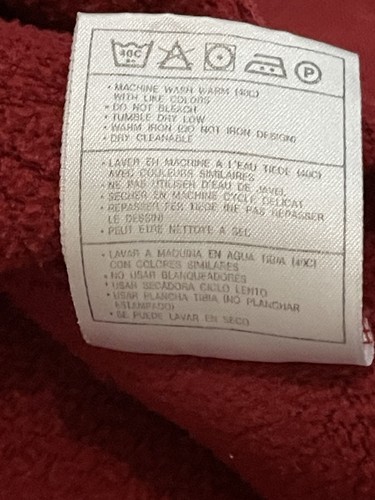 40C P
• MACHINE WASH WARM (40C)
WITH LIKE COLORS
• DO NOT BLEACH
• TUMBLE DRY LOW
• WARM IRON (DO NOT IRON DESIGN)
• DRY CLEANABLE
• LAVER EN MACHINE A L'EAU TIEDE (40C)
AVEC COULEURS SIMILAIRES
• NE PAS UTILISER D'EAU DE JAVEL
• SECHER EN MACHINE CYCLE DELICAT
• REPASSER FER TIEDE (NE PAS REPASSER
LE DESSIN)
• PEUT ETRE NETTOYE A SEC
• LAVAR A MAQUINA EN AGUA TIBIA (40C)
CON COLORES SIMILARES
• NO USAR BLANQUEADORES
• USAR SECADORA CICLO LENTO
• USAR PLANCHA TIBIA (NO PLANCHAR
ESTAMPADO)
• SE PUEDE LAVAR EN SECO